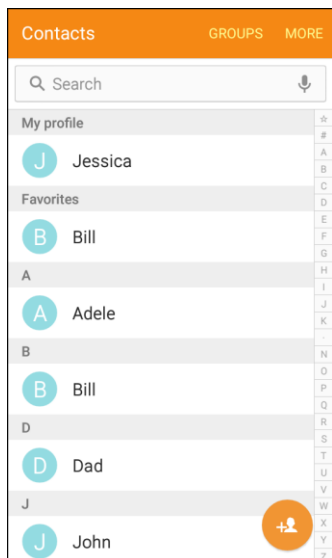 Contacts GROUPS MORE
Search
My profile
J Jessica
Favorites
B Bill
A
A Adele
B
B Bill
D
D Dad
J
J John
☆
#
A
B
C
D
E
F
G
H
I
J
K
·
N
O
P
Q
R
S
T
U
V
W
X
Y
Z